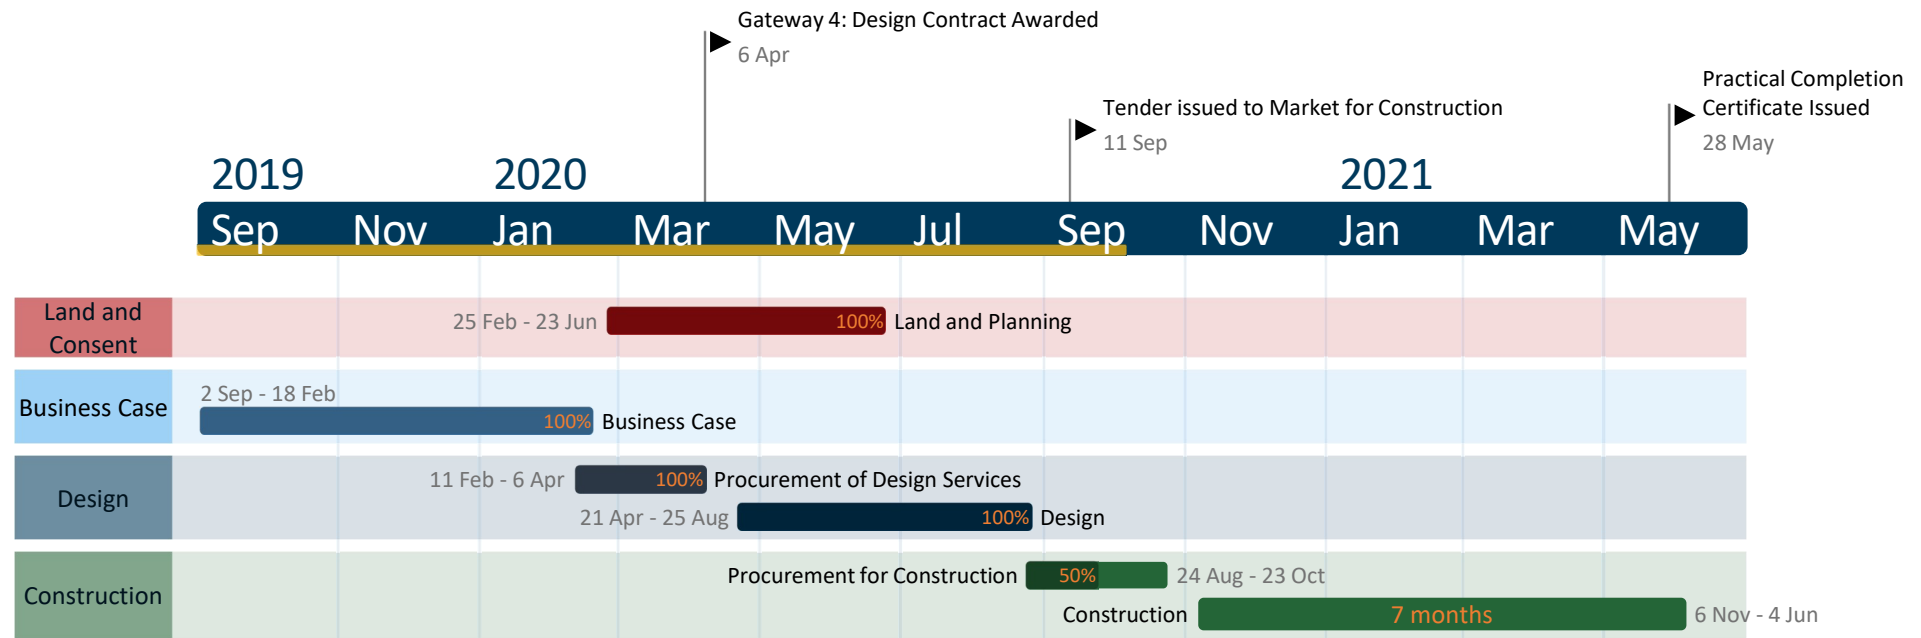 Gateway 4: Design Contract Awarded
6 Apr
Practical Completion
Certificate Issued
28 May
Tender issued to Market for Construction
11 Sep
2019 2020 2021
Sep Nov Jan Mar May Jul Sep Nov Jan Mar May
Land and
Consent
25 Feb - 23 Jun 100% Land and Planning
Business Case
2 Sep - 18 Feb
100% Business Case
Design
11 Feb - 6 Apr 100% Procurement of Design Services
21 Apr - 25 Aug 100% Design
Construction
Procurement for Construction 50% 24 Aug - 23 Oct
Construction 7 months 6 Nov - 4 Jun